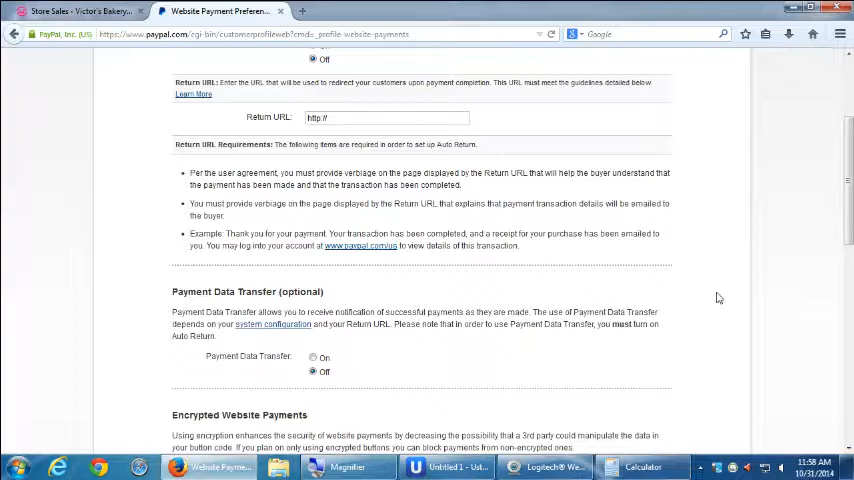 Store Sales - Victor's Bakery...
Website Payment Preferen...
PayPal, Inc. (US)
https://www.paypal.com/cgi-bin/customerprofileweb?cmd=_profile-website-payments
Google
Off
Return URL: Enter the URL that will be used to redirect your customers upon payment completion. This URL must meet the guidelines detailed below
Learn More
Return URL: http://
Return URL Requirements: The following items are required in order to set up Auto Return.
Per the user agreement, you must provide verbiage on the page displayed by the Return URL that will help the buyer understand that
the payment has been made and that the transaction has been completed.
You must provide verbiage on the page displayed by the Return URL that explains that payment transaction details will be emailed to
the buyer.
Example: Thank you for your payment. Your transaction has been completed, and a receipt for your purchase has been emailed to
you. You may log into your account at www.paypal.com/us to view details of this transaction.
Payment Data Transfer (optional)
Payment Data Transfer allows you to receive notification of successful payments as they are made. The use of Payment Data Transfer
depends on your system configuration and your Return URL. Please note that in order to use Payment Data Transfer, you must turn on
Auto Return.
Payment Data Transfer: On
Off
Encrypted Website Payments
Using encryption enhances the security of website payments by decreasing the possibility that a 3rd party could manipulate the data in
your button code. If you plan on only using encrypted buttons you can block payments from non-encrypted ones
Website Payme...
Magnifier
Untitled 1 - Ust...
Logitech® We...
Calculator
11:58 AM
10/31/2014